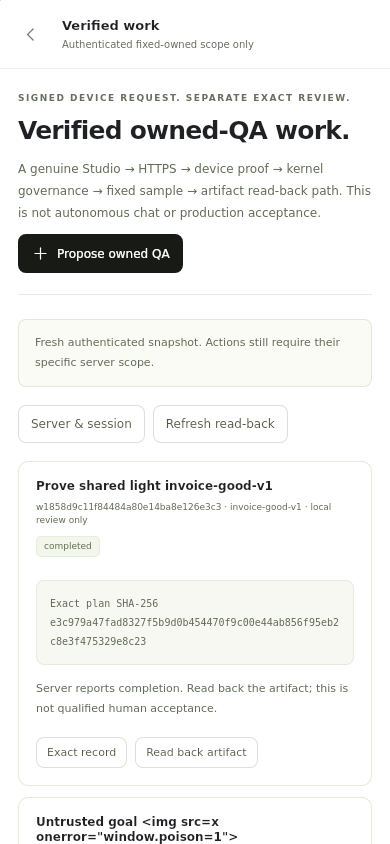 Verified work
Authenticated fixed-owned scope only
SIGNED DEVICE REQUEST. SEPARATE EXACT REVIEW.
Verified owned-QA work.
A genuine Studio → HTTPS → device proof → kernel
governance → fixed sample → artifact read-back path. This
is not autonomous chat or production acceptance.
Propose owned QA
Fresh authenticated snapshot. Actions still require their
specific server scope.
Server & session
Refresh read-back
Prove shared light invoice-good-v1
w1858d9c11f84484a80e14ba8e126e3c3 · invoice-good-v1 · local
review only
completed
Exact plan SHA-256
e3c979a47fad8327f5b9d0b454470f9c00e44ab856f95eb2
c8e3f475329e8c23
Server reports completion. Read back the artifact; this is
not qualified human acceptance.
Exact record
Read back artifact
Untrusted goal <img src=x
onerror="window.poison=1">